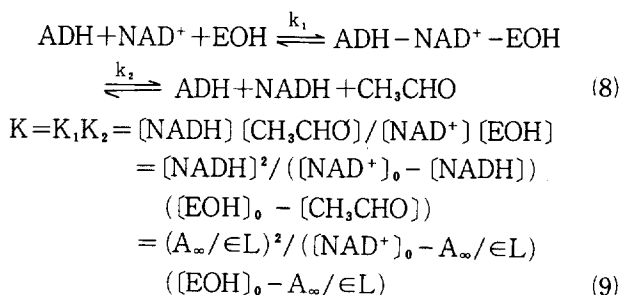 k₁
ADH+NAD⁺+EOH ⇌ ADH−NAD⁺−EOH
k₂
⇌ ADH+NADH+CH₃CHO (8)
K=K₁K₂=[NADH][CH₃CHO]/[NAD⁺][EOH]
=[NADH]²/([NAD⁺]₀−[NADH])
([EOH]₀−[CH₃CHO])
=(A∞/∈L)²/([NAD⁺]₀−A∞/∈L)
([EOH]₀−A∞/∈L) (9)